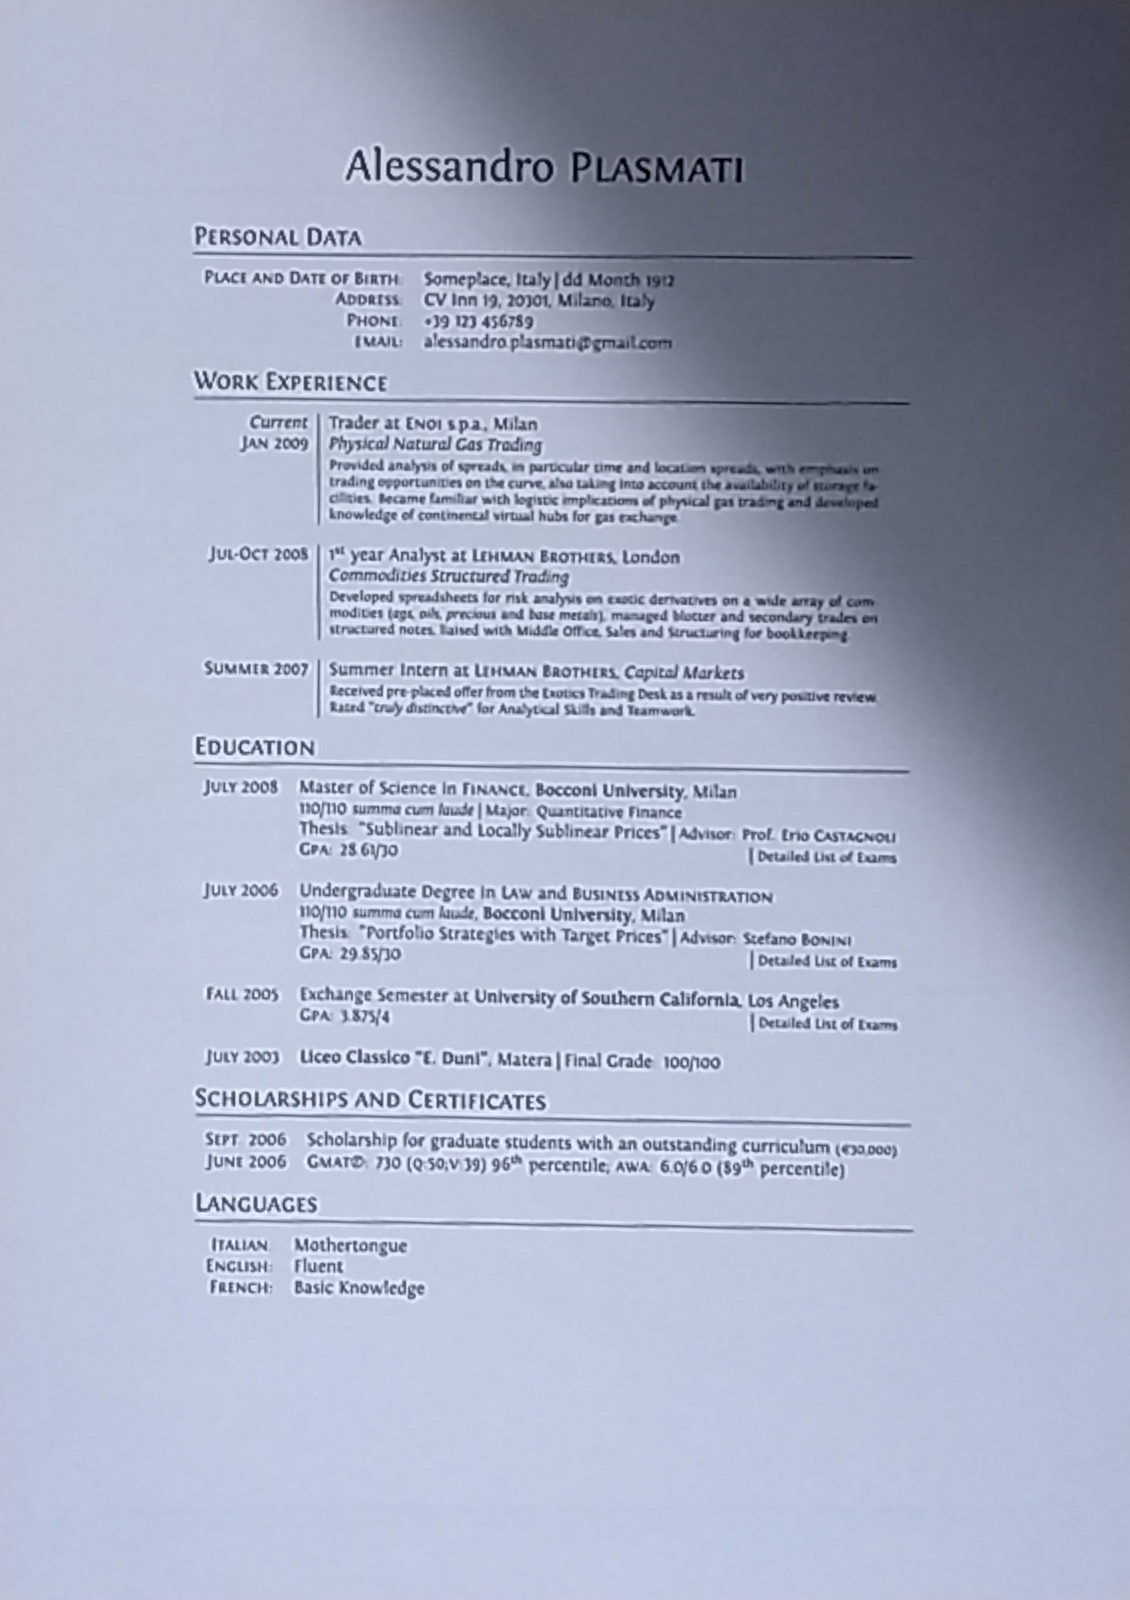 Alessandro PLASMATI
PERSONAL DATA
PLACE AND DATE OF BIRTH: Someplace, Italy | dd Month 1912
ADDRESS: CV Inn 19, 20301, Milano, Italy
PHONE: +39 123 456789
EMAIL: alessandro.plasmati@gmail.com
WORK EXPERIENCE
Current Trader at ENOI s.p.a., Milan
JAN 2009 Physical Natural Gas Trading
Provided analysis of spreads, in particular time and location spreads, with emphasis on
trading opportunities on the curve, also taking into account the availability of storage fa-
cilities. Became familiar with logistic implications of physical gas trading and developed
knowledge of continental virtual hubs for gas exchange.
JUL-OCT 2008 1st year Analyst at LEHMAN BROTHERS, London
Commodities Structured Trading
Developed spreadsheets for risk analysis on exotic derivatives on a wide array of com-
modities (ags, oils, precious and base metals), managed blotter and secondary trades on
structured notes, liaised with Middle Office, Sales and Structuring for bookkeeping.
SUMMER 2007 Summer Intern at LEHMAN BROTHERS, Capital Markets
Received pre-placed offer from the Exotics Trading Desk as a result of very positive review.
Rated "truly distinctive" for Analytical Skills and Teamwork.
EDUCATION
JULY 2008 Master of Science in FINANCE, Bocconi University, Milan
110/110 summa cum laude | Major: Quantitative Finance
Thesis: "Sublinear and Locally Sublinear Prices" | Advisor: Prof. Erio CASTAGNOLI
GPA: 28.61/30 | Detailed List of Exams
JULY 2006 Undergraduate Degree in LAW and BUSINESS ADMINISTRATION
110/110 summa cum laude, Bocconi University, Milan
Thesis: "Portfolio Strategies with Target Prices" | Advisor: Stefano BONINI
GPA: 29.85/30 | Detailed List of Exams
FALL 2005 Exchange Semester at University of Southern California, Los Angeles
GPA: 3.875/4 | Detailed List of Exams
JULY 2003 Liceo Classico "E. Duni", Matera | Final Grade: 100/100
SCHOLARSHIPS AND CERTIFICATES
SEPT. 2006 Scholarship for graduate students with an outstanding curriculum (€30,000)
JUNE 2006 GMAT®: 730 (Q:50;V:39) 96th percentile; AWA: 6.0/6.0 (89th percentile)
LANGUAGES
ITALIAN: Mothertongue
ENGLISH: Fluent
FRENCH: Basic Knowledge